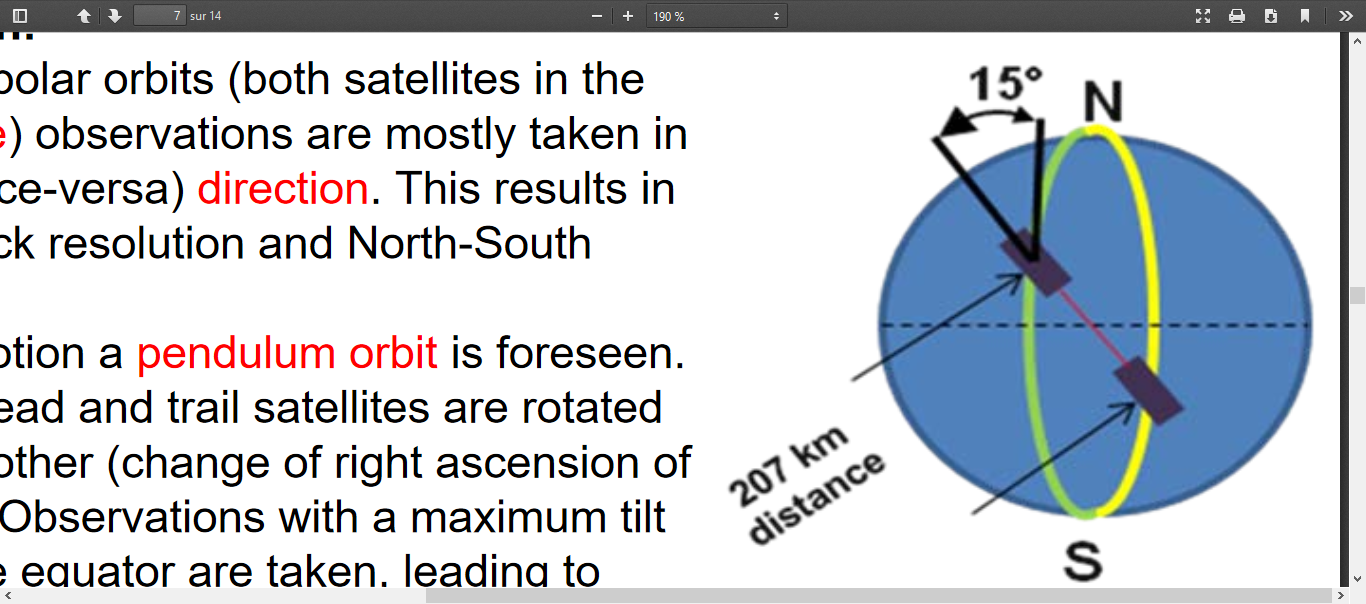 7 sur 14
190 %
polar orbits (both satellites in the
e) observations are mostly taken in
ce-versa) direction. This results in
ck resolution and North-South
otion a pendulum orbit is foreseen.
ead and trail satellites are rotated
other (change of right ascension of
Observations with a maximum tilt
e equator are taken, leading to
15°
N
207 km
distance
S